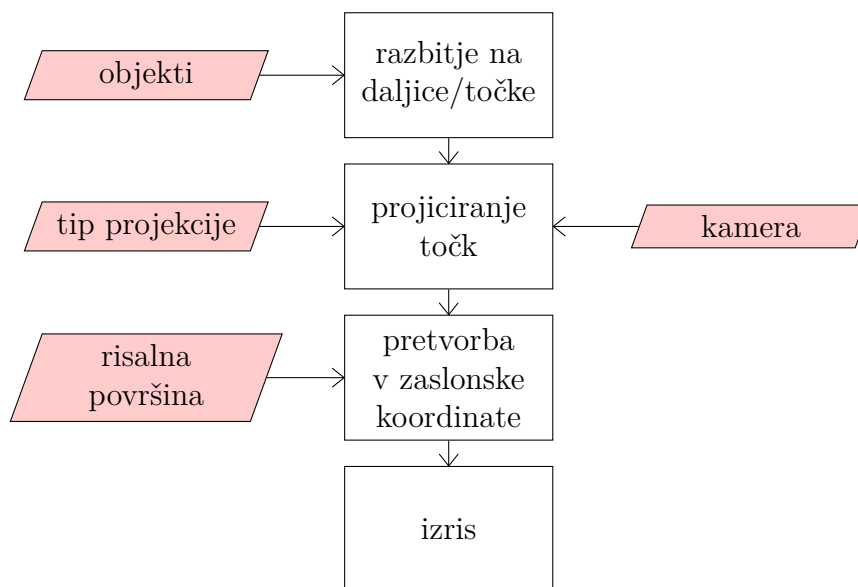 objekti
razbitje na
daljice/točke
tip projekcije
projiciranje
točk
kamera
risalna
površina
pretvorba
v zaslonske
koordinate
izris